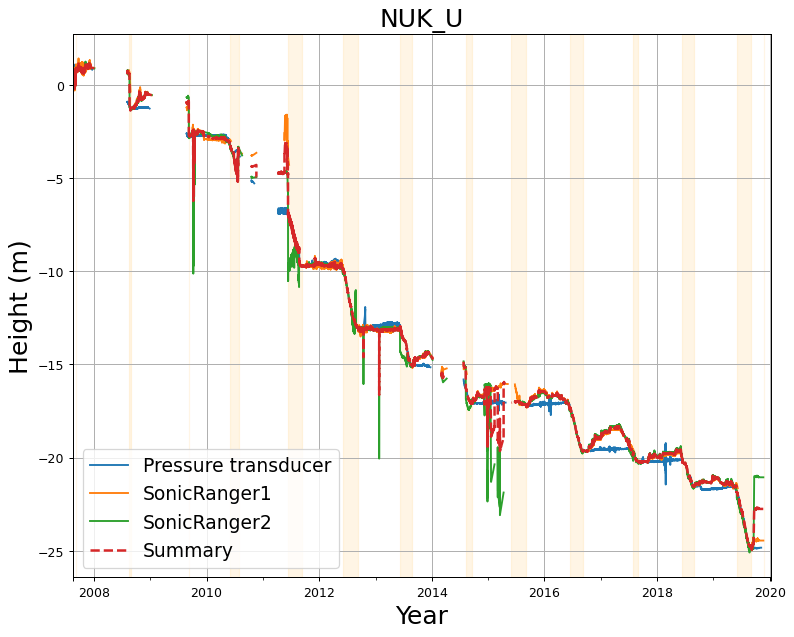 NUK_U
Height (m)
0
−5
−10
−15
−20
−25
Pressure transducer
SonicRanger1
SonicRanger2
Summary
2008 2010 2012 2014 2016 2018 2020
Year